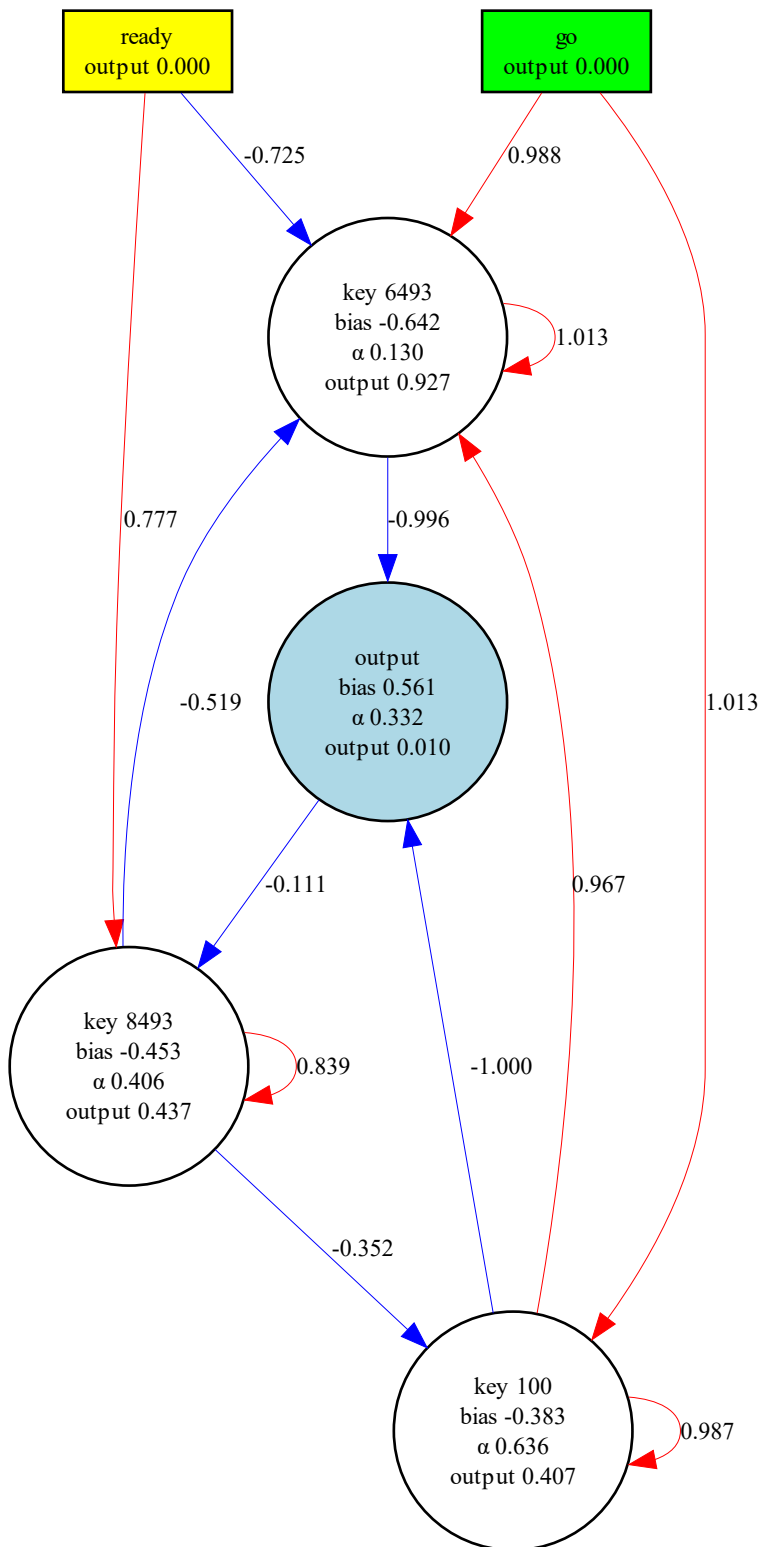 ready
output 0.000
go
output 0.000
-0.725
0.988
key 6493
bias -0.642
α 0.130
output 0.927
1.013
0.777
-0.996
output
bias 0.561
α 0.332
output 0.010
-0.519
1.013
-0.111
0.967
key 8493
bias -0.453
α 0.406
output 0.437
0.839
-1.000
-0.352
key 100
bias -0.383
α 0.636
output 0.407
0.987